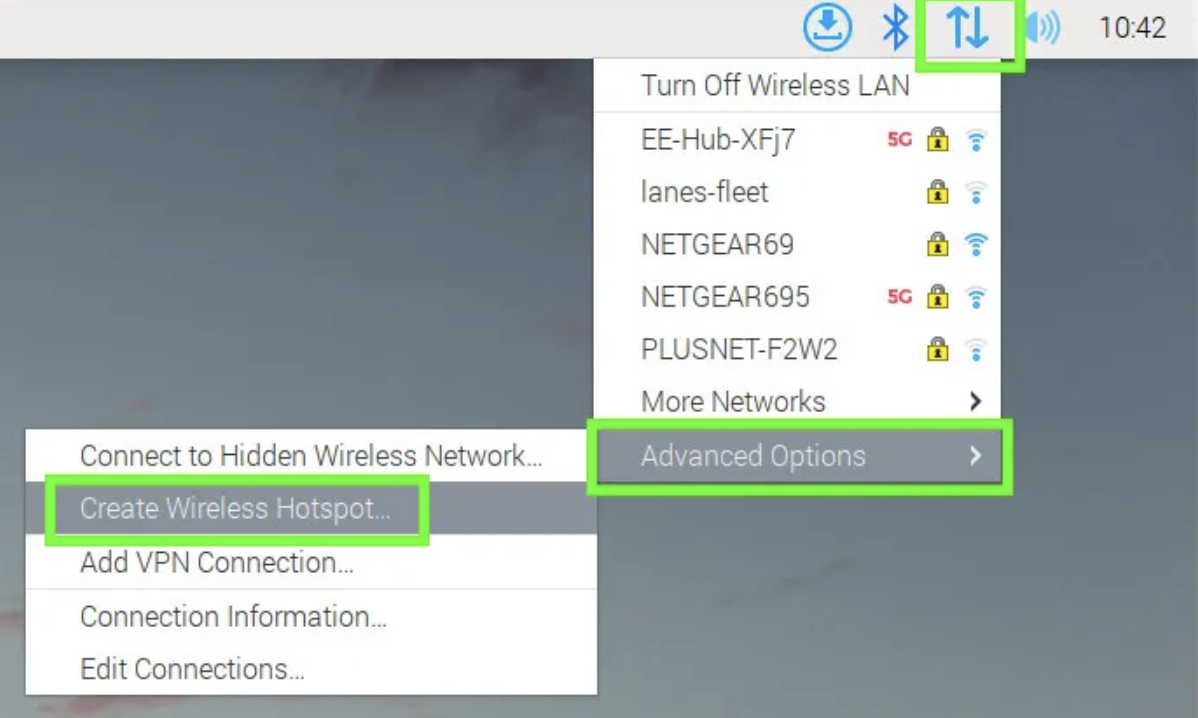 10:42
Turn Off Wireless LAN
EE-Hub-XFj7 5G
lanes-fleet
NETGEAR69
NETGEAR695 5G
PLUSNET-F2W2
More Networks
Advanced Options
Connect to Hidden Wireless Network...
Create Wireless Hotspot...
Add VPN Connection...
Connection Information...
Edit Connections...